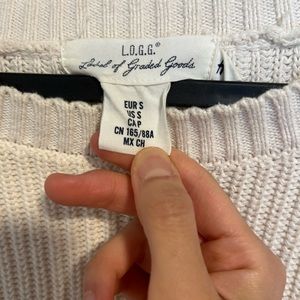 L.O.G.G.®
Label of Graded Goods
EUR S
US S
CA P
CN 165/88A
MX CH